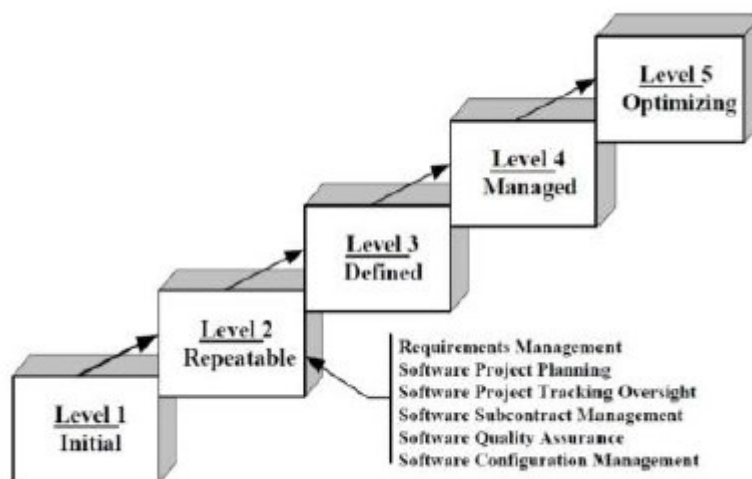 Level 5
Optimizing
Level 4
Managed
Level 3
Defined
Level 2
Repeatable
Level 1
Initial
Requirements Management
Software Project Planning
Software Project Tracking Oversight
Software Subcontract Management
Software Quality Assurance
Software Configuration Management